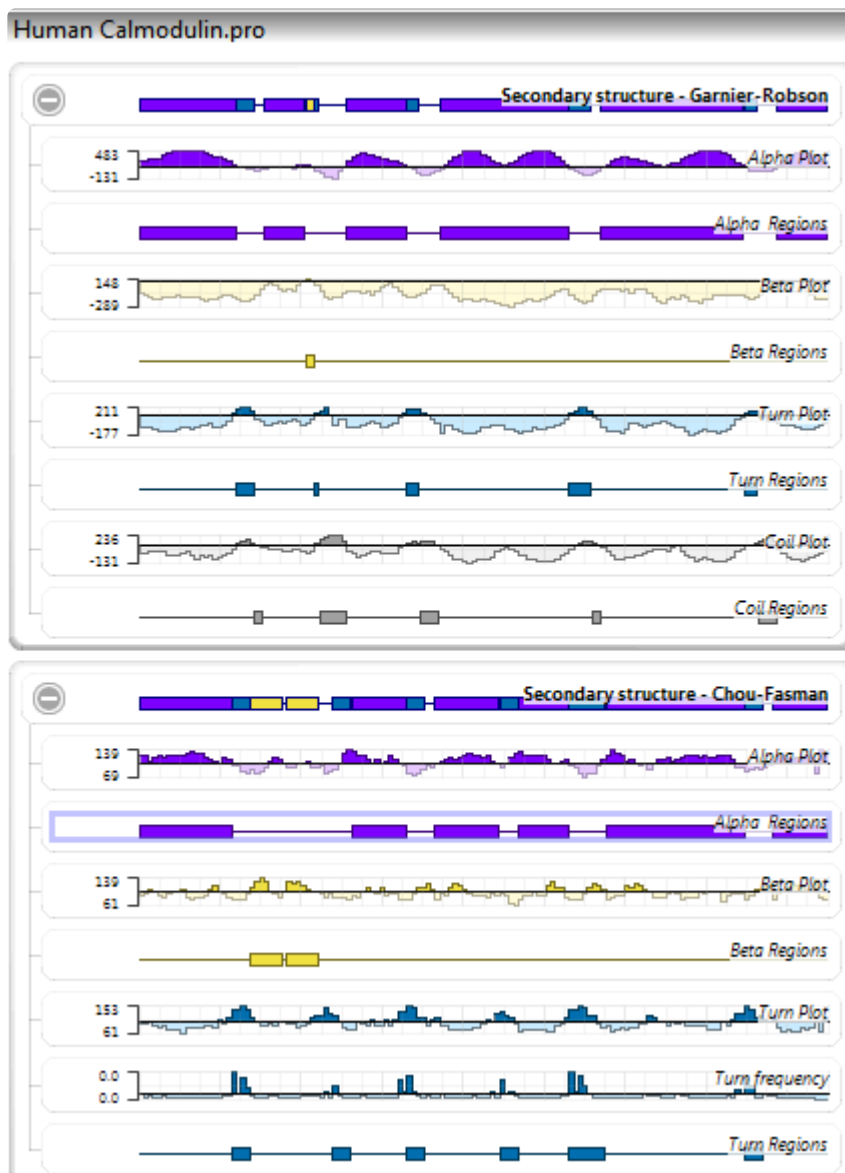 Human Calmodulin.pro
Secondary structure - Garnier-Robson
483
-131
Alpha Plot
Alpha Regions
148
-289
Beta Plot
Beta Regions
211
-177
Turn Plot
Turn Regions
236
-131
Coil Plot
Coil Regions
Secondary structure - Chou-Fasman
139
69
Alpha Plot
Alpha Regions
139
61
Beta Plot
Beta Regions
153
61
Turn Plot
0.0
0.0
Turn frequency
Turn Regions